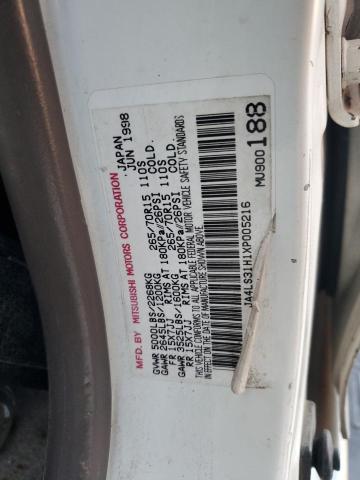 MFD. BY MITSUBISHI MOTORS CORPORATION JAPAN
JUN 1998
GVWR 5000LBS/2268KG
GAWR 2645LBS/1200KG 265/70R15 110S
FR 15X7JJ RIMS AT 180KPa/26PSI COLD.
GAWR 3525LBS/1600KG 265/70R15 110S
RR 15X7JJ RIMS AT 180KPa/26PSI COLD.
THIS VEHICLE CONFORMS TO ALL APPLICABLE FEDERAL MOTOR VEHICLE SAFETY STANDARDS
IN EFFECT ON THE DATE OF MANUFACTURE SHOWN ABOVE
JA4LS31H1XP005216
MW900188